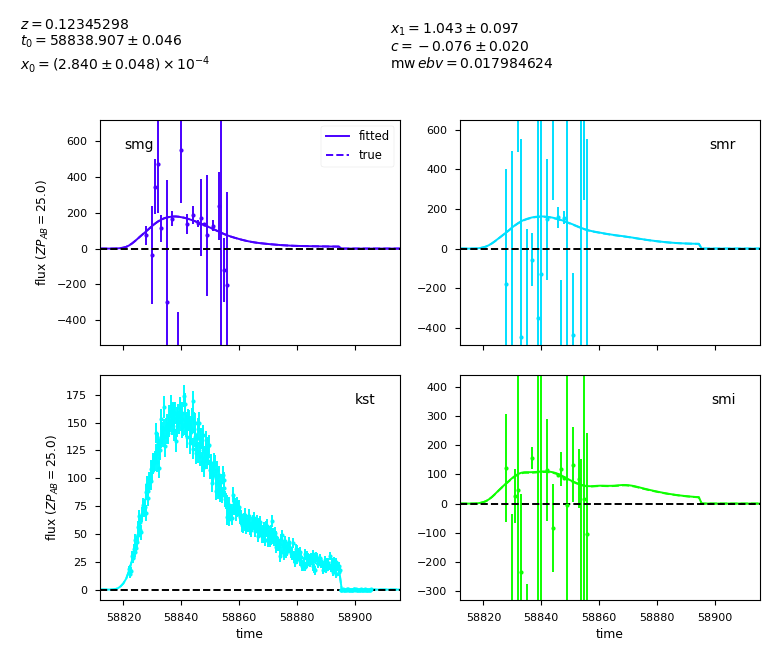 z = 0.12345298
t₀ = 58838.907 ± 0.046
x₀ = (2.840 ± 0.048) × 10⁻⁴
x₁ = 1.043 ± 0.097
c = −0.076 ± 0.020
mw ebv = 0.017984624
smg
fitted
true
600
400
200
0
−200
−400
flux (ZP_AB = 25.0)
smr
600
400
200
0
−200
−400
kst
175
150
125
100
75
50
25
0
flux (ZP_AB = 25.0)
58820 58840 58860 58880 58900
time
smi
400
300
200
100
0
−100
−200
−300
58820 58840 58860 58880 58900
time